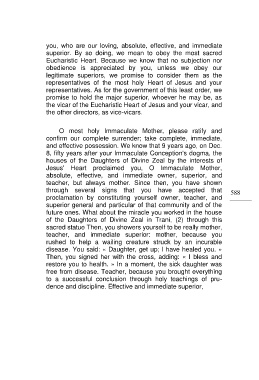 you, who are our loving, absolute, effective, and immediate
superior. By so doing, we mean to obey the most sacred
Eucharistic Heart. Because we know that no subjection nor
obedience is appreciated by you, unless we obey our
legitimate superiors, we promise to consider them as the
representatives of the most holy Heart of Jesus and your
representatives. As for the government of this least order, we
promise to hold the major superior, whoever he may be, as
the vicar of the Eucharistic Heart of Jesus and your vicar, and
the other directors, as vice-vicars.
O most holy Immaculate Mother, please ratify and
confirm our complete surrender; take complete, immediate,
and effective possession. We know that 9 years ago, on Dec.
8, fifty years after your Immaculate Conception's dogma, the
houses of the Daughters of Divine Zeal by the interests of
Jesus' Heart proclaimed you, O Immaculate Mother,
absolute, effective, and immediate owner, superior, and
teacher, but always mother. Since then, you have shown
through several signs that you have accepted that
proclamation by constituting yourself owner, teacher, and
superior general and particular of that community and of the
future ones. What about the miracle you worked in the house
of the Daughters of Divine Zeal in Trani, (2) through this
sacred statue Then, you showers yourself to be really mother,
teacher, and immediate superior: mother, because you
rushed to help a wailing creature struck by an incurable
disease. You said: « Daughter, get up; I have healed you. »
Then, you signed her with the cross, adding: « I bless and
restore you to health. » In a moment, the sick daughter was
free from disease. Teacher, because you brought everything
to a successful conclusion through holy teachings of pru-
dence and discipline. Effective and immediate superior,
588